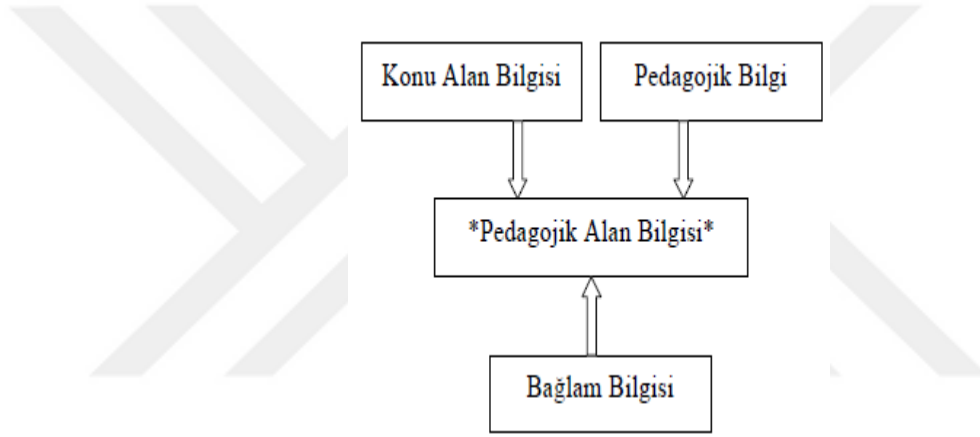 Konu Alan Bilgisi
Pedagojik Bilgi
*Pedagojik Alan Bilgisi*
Bağlam Bilgisi